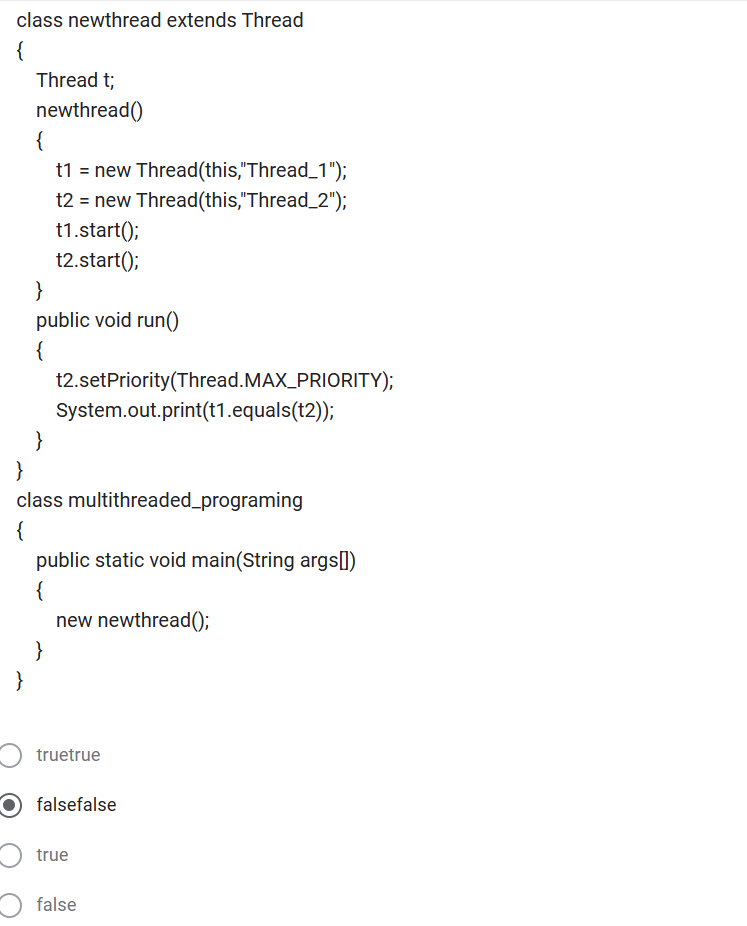 class newthread extends Thread
{
Thread t;
newthread()
{
t1 = new Thread(this,"Thread_1");
t2 = new Thread(this,"Thread_2");
t1.start();
t2.start();
}
public void run()
{
t2.setPriority(Thread.MAX_PRIORITY);
System.out.print(t1.equals(t2));
}
}
class multithreaded_programing
{
public static void main(String args[])
{
new newthread();
}
}
truetrue
falsefalse
true
false